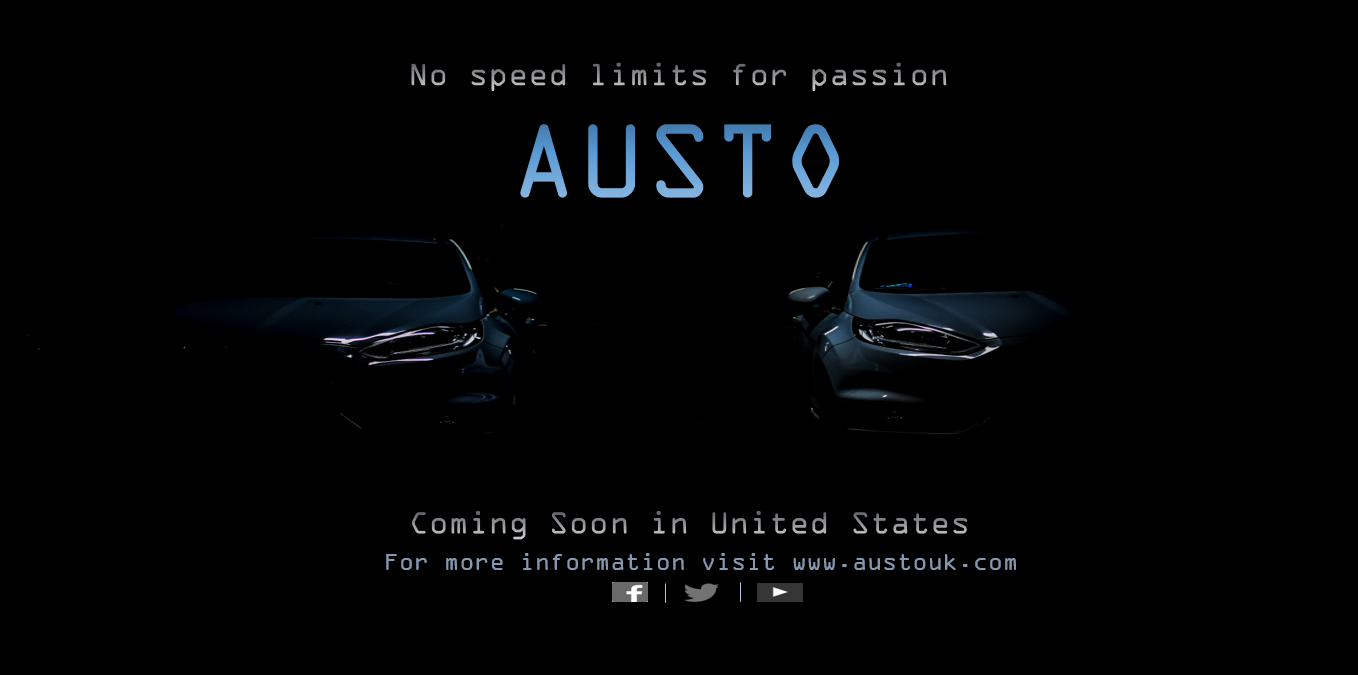 No speed limits for passion
AUSTO
Coming Soon in United States
For more information visit www.austouk.com